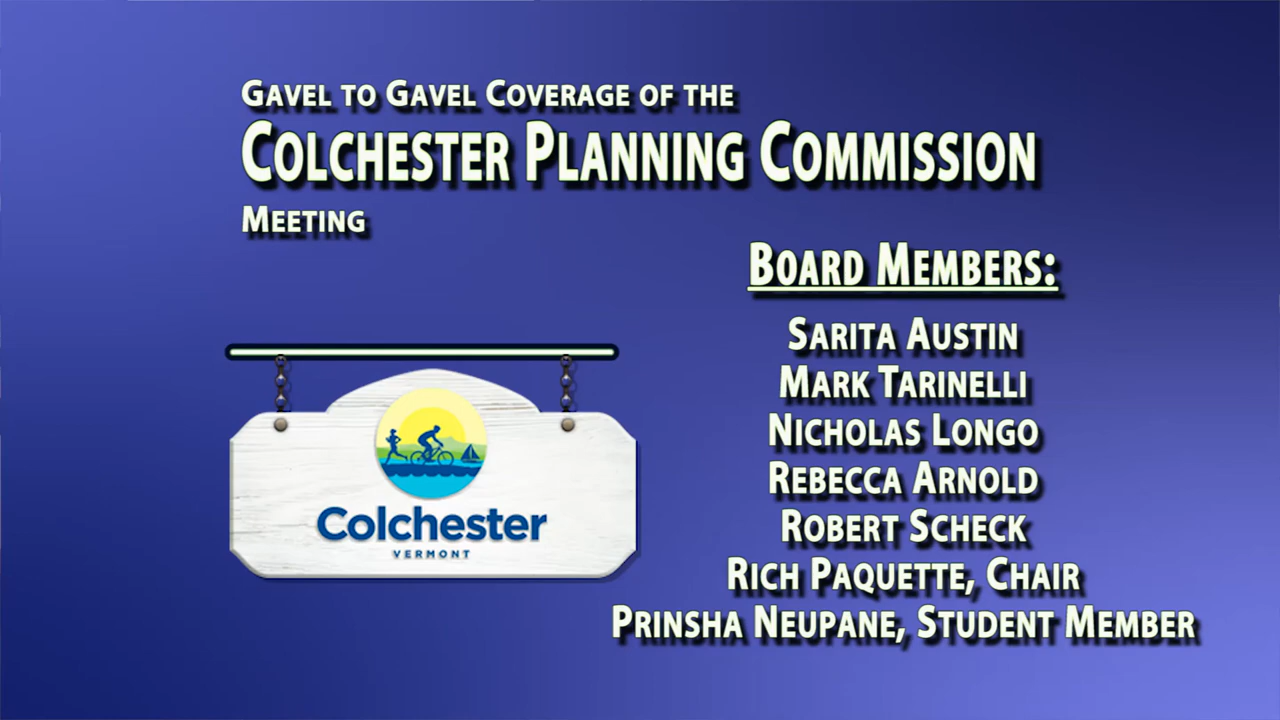 Gavel to Gavel Coverage of the
Colchester Planning Commission
Meeting
Board Members:
Sarita Austin
Mark Tarinelli
Nicholas Longo
Rebecca Arnold
Robert Scheck
Rich Paquette, Chair
Prinsha Neupane, Student Member
Colchester
VERMONT